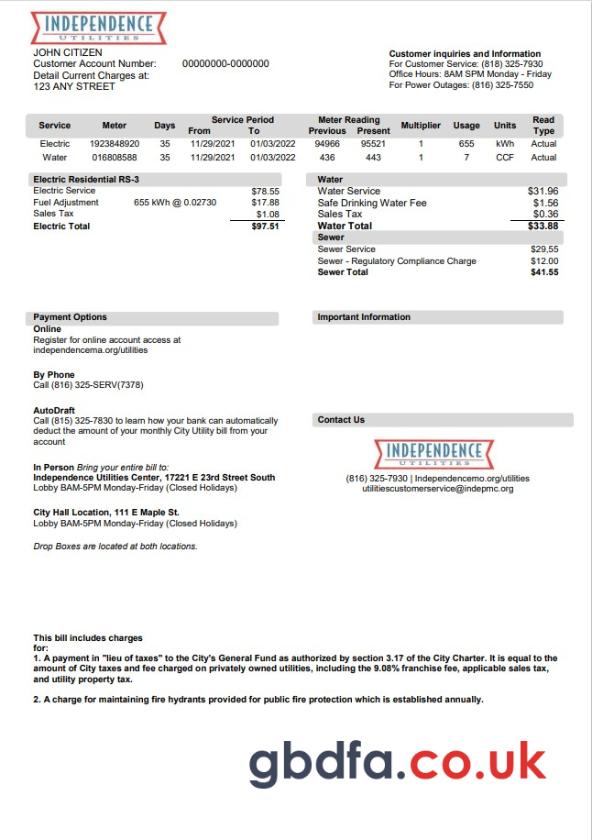 INDEPENDENCE
UTILITIES
JOHN CITIZEN
Customer Account Number: 00000000-0000000
Detail Current Charges at:
123 ANY STREET
Customer inquiries and Information
For Customer Service: (818) 325-7930
Office Hours: 8AM SPM Monday - Friday
For Power Outages: (816) 325-7550
Service Meter Days Service Period From To Meter Reading Previous Present Multiplier Usage Units Read Type
Electric 1923848920 35 11/29/2021 01/03/2022 94966 95521 1 655 kWh Actual
Water 016808588 35 11/29/2021 01/03/2022 436 443 1 7 CCF Actual
Electric Residential RS-3
Electric Service $78.55
Fuel Adjustment 655 kWh @ 0.02730 $17.88
Sales Tax $1.08
Electric Total $97.51
Water
Water Service $31.96
Safe Drinking Water Fee $1.56
Sales Tax $0.36
Water Total $33.88
Sewer
Sewer Service $29,55
Sewer - Regulatory Compliance Charge $12.00
Sewer Total $41.55
Payment Options
Online
Register for online account access at
independencema.org/utilities
By Phone
Call (816) 325-SERV(7378)
AutoDraft
Call (815) 325-7830 to learn how your bank can automatically
deduct the amount of your monthly City Utility bill from your
account
In Person Bring your entire bill to:
Independence Utilities Center, 17221 E 23rd Street South
Lobby BAM-5PM Monday-Friday (Closed Holidays)
City Hall Location, 111 E Maple St.
Lobby BAM-5PM Monday-Friday (Closed Holidays)
Drop Boxes are located at both locations.
Important Information
Contact Us
INDEPENDENCE
UTILITIES
(816) 325-7930 | Independencemo.org/utilities
utilitiescustomerservice@indepmc.org
This bill includes charges
for:
1. A payment in "lieu of taxes" to the City's General Fund as authorized by section 3.17 of the City Charter. It is equal to the
amount of City taxes and fee charged on privately owned utilities, including the 9.08% franchise fee, applicable sales tax,
and utility property tax.
2. A charge for maintaining fire hydrants provided for public fire protection which is established annually.
gbdfa.co.uk